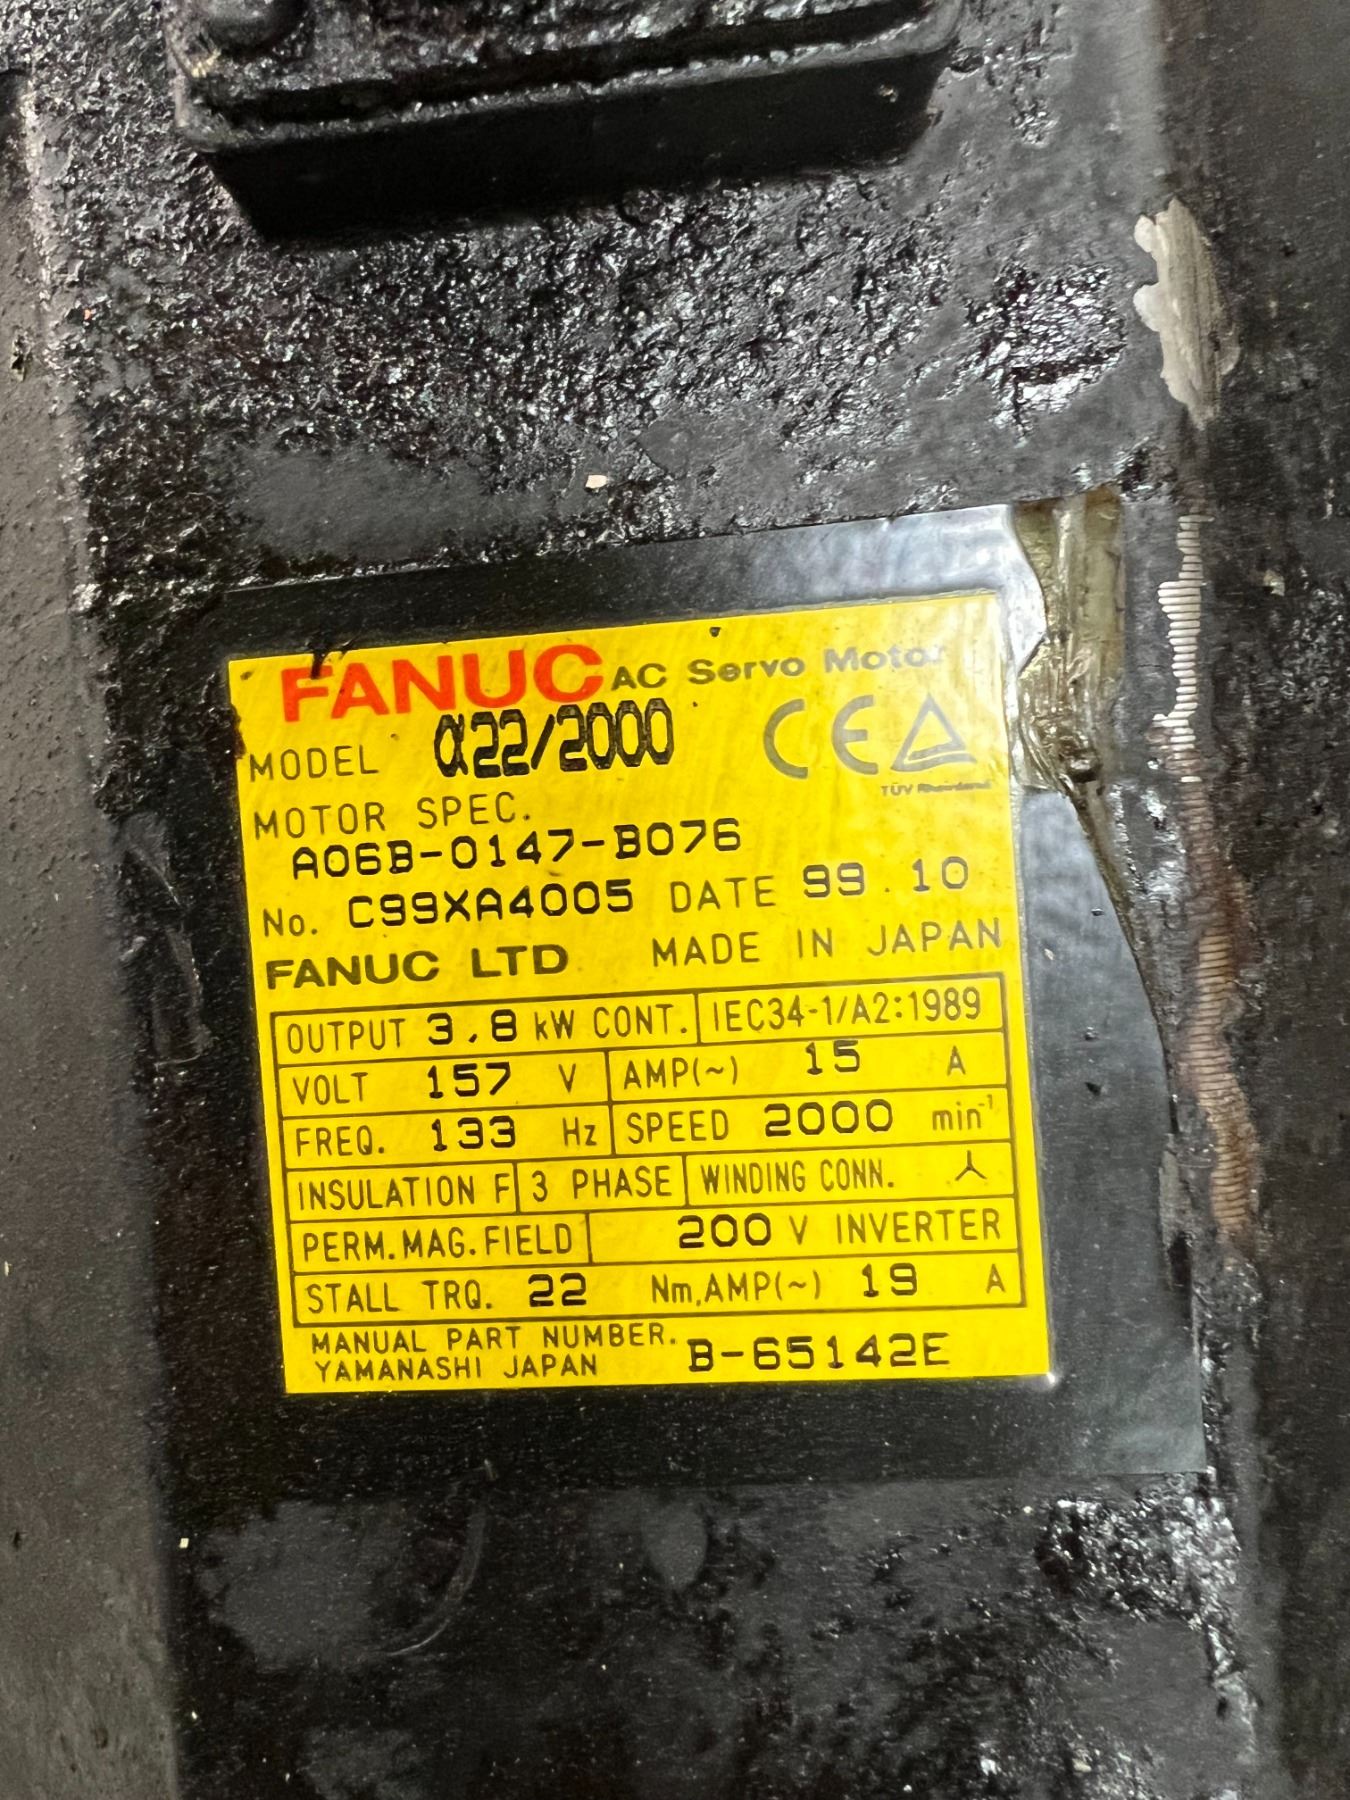 FANUC AC Servo Motor
MODEL α22/2000 CE
TÜV Rheinland
MOTOR SPEC.
A06B-0147-B076
No. C99XA4005 DATE 99.10
FANUC LTD MADE IN JAPAN
OUTPUT 3.8 kW CONT. IEC34-1/A2:1989
VOLT 157 V AMP(~) 15 A
FREQ. 133 Hz SPEED 2000 min⁻¹
INSULATION F 3 PHASE WINDING CONN.
PERM.MAG.FIELD 200 V INVERTER
STALL TRQ. 22 Nm,AMP(~) 19 A
MANUAL PART NUMBER. B-65142E
YAMANASHI JAPAN